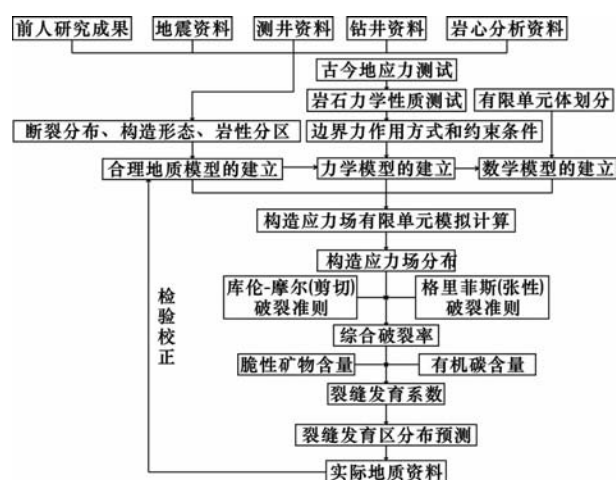 前人研究成果 地震资料 测井资料 钻井资料 岩心分析资料
古今地应力测试
岩石力学性质测试 有限单元体划分
断裂分布、构造形态、岩性分区 边界力作用方式和约束条件
合理地质模型的建立 力学模型的建立 数学模型的建立
构造应力场有限单元模拟计算
构造应力场分布
库伦-摩尔(剪切) 格里菲斯(张性)
破裂准则 破裂准则
检验校正
综合破裂率
脆性矿物含量 有机碳含量
裂缝发育系数
裂缝发育区分布预测
实际地质资料